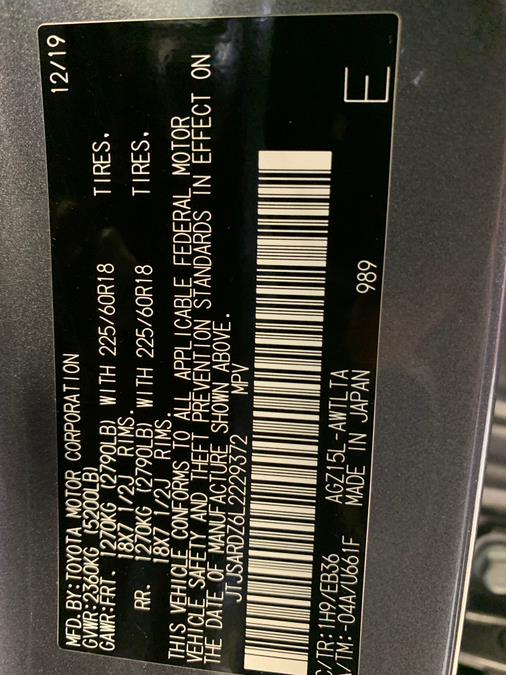 MFD.BY:TOYOTA MOTOR CORPORATION 12/19
GVWR:2360KG (5200LB)
GAWR:FRT. 1270KG (2790LB) WITH 225/60R18 TIRES.
18X7 1/2J RIMS.
RR. 1270KG (2790LB) WITH 225/60R18 TIRES.
18X7 1/2J RIMS.
THIS VEHICLE CONFORMS TO ALL APPLICABLE FEDERAL MOTOR
VEHICLE SAFETY AND THEFT PREVENTION STANDARDS IN EFFECT ON
THE DATE OF MANUFACTURE SHOWN ABOVE.
JTJSARDZ6L2229372 MPV
C/TR:1H9/EB36 AGZ15L-AWTLTA
/TM:-04A/U661F MADE IN JAPAN
989 E